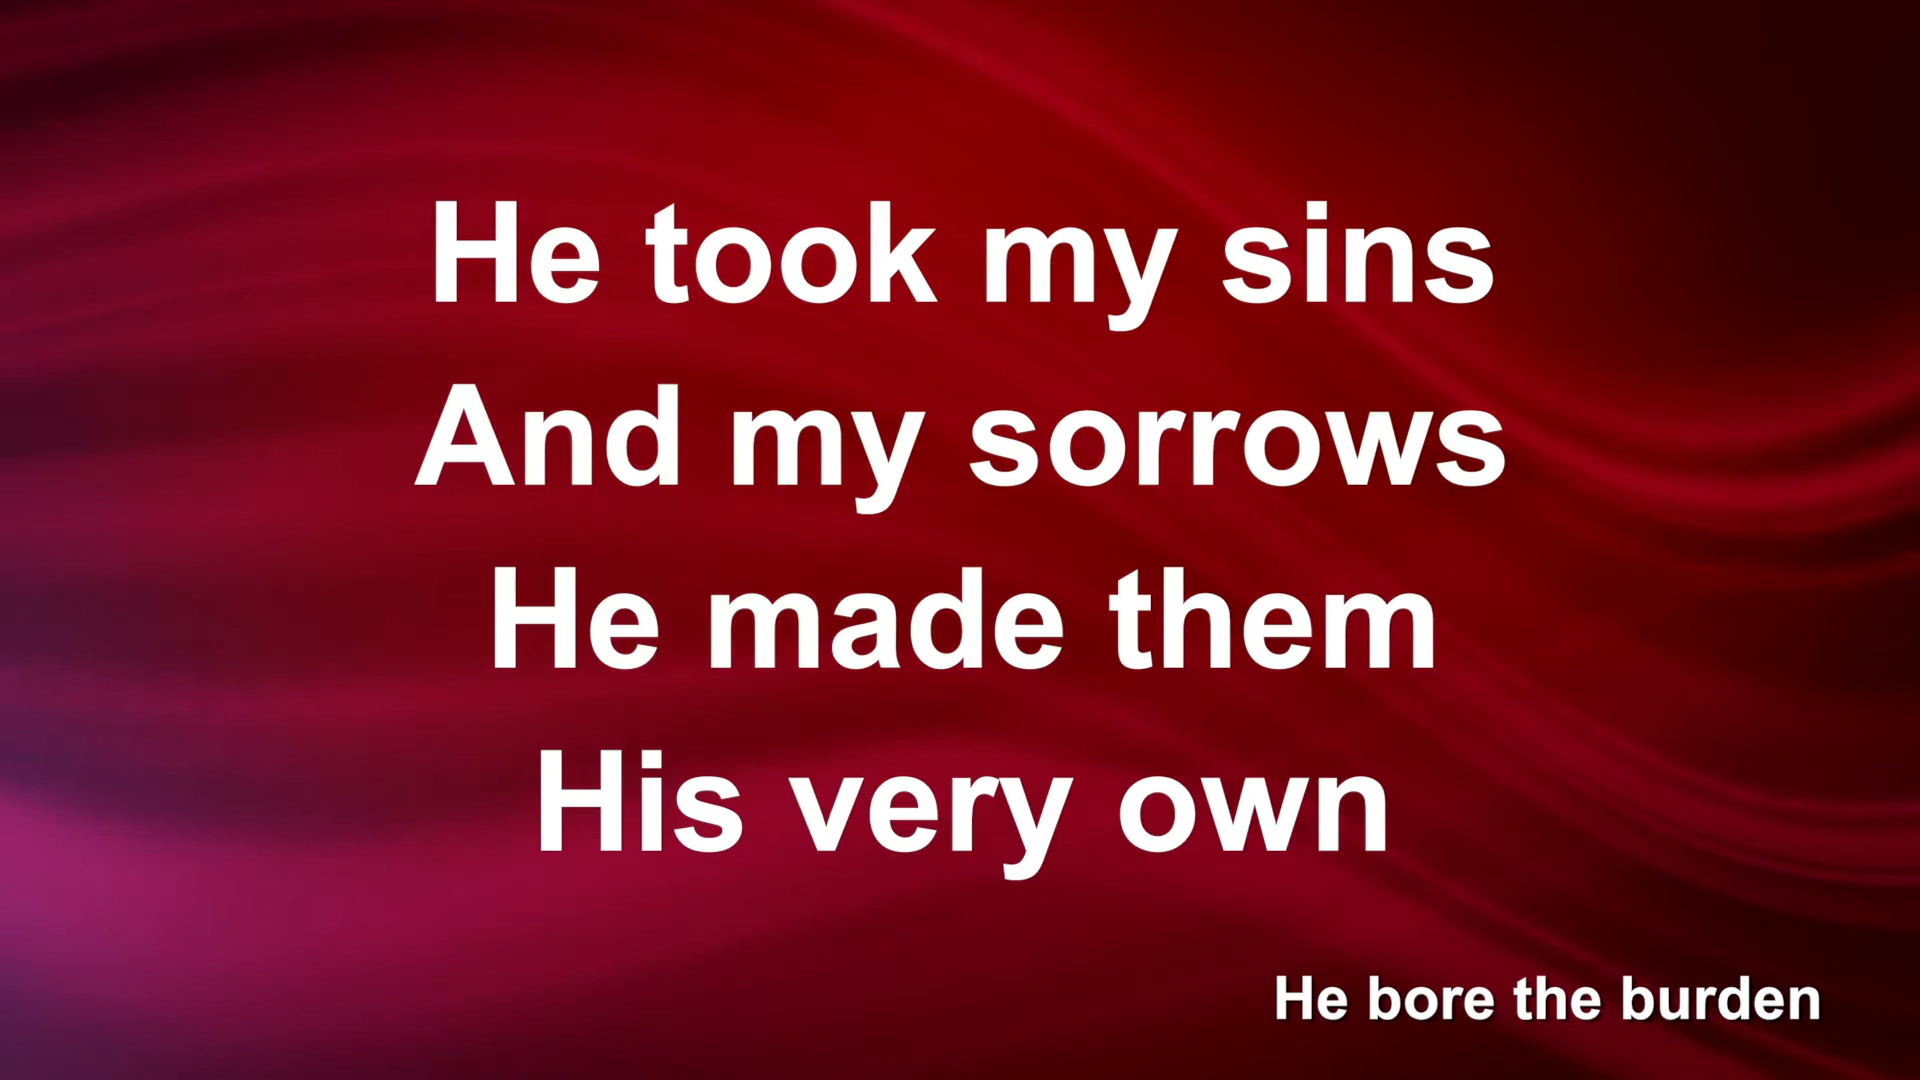 He took my sins
And my sorrows
He made them
His very own
He bore the burden